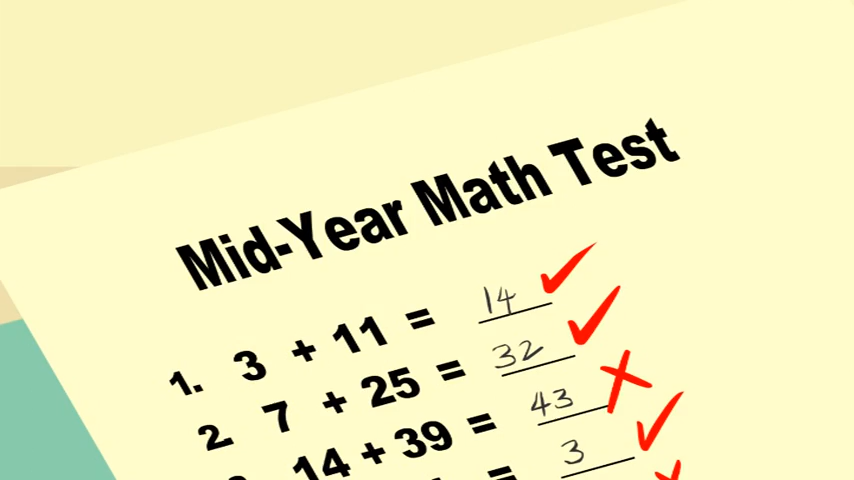 Mid-Year Math Test
1. 3 + 11 = 14
2. 7 + 25 = 32
14 + 39 = 43
= 3